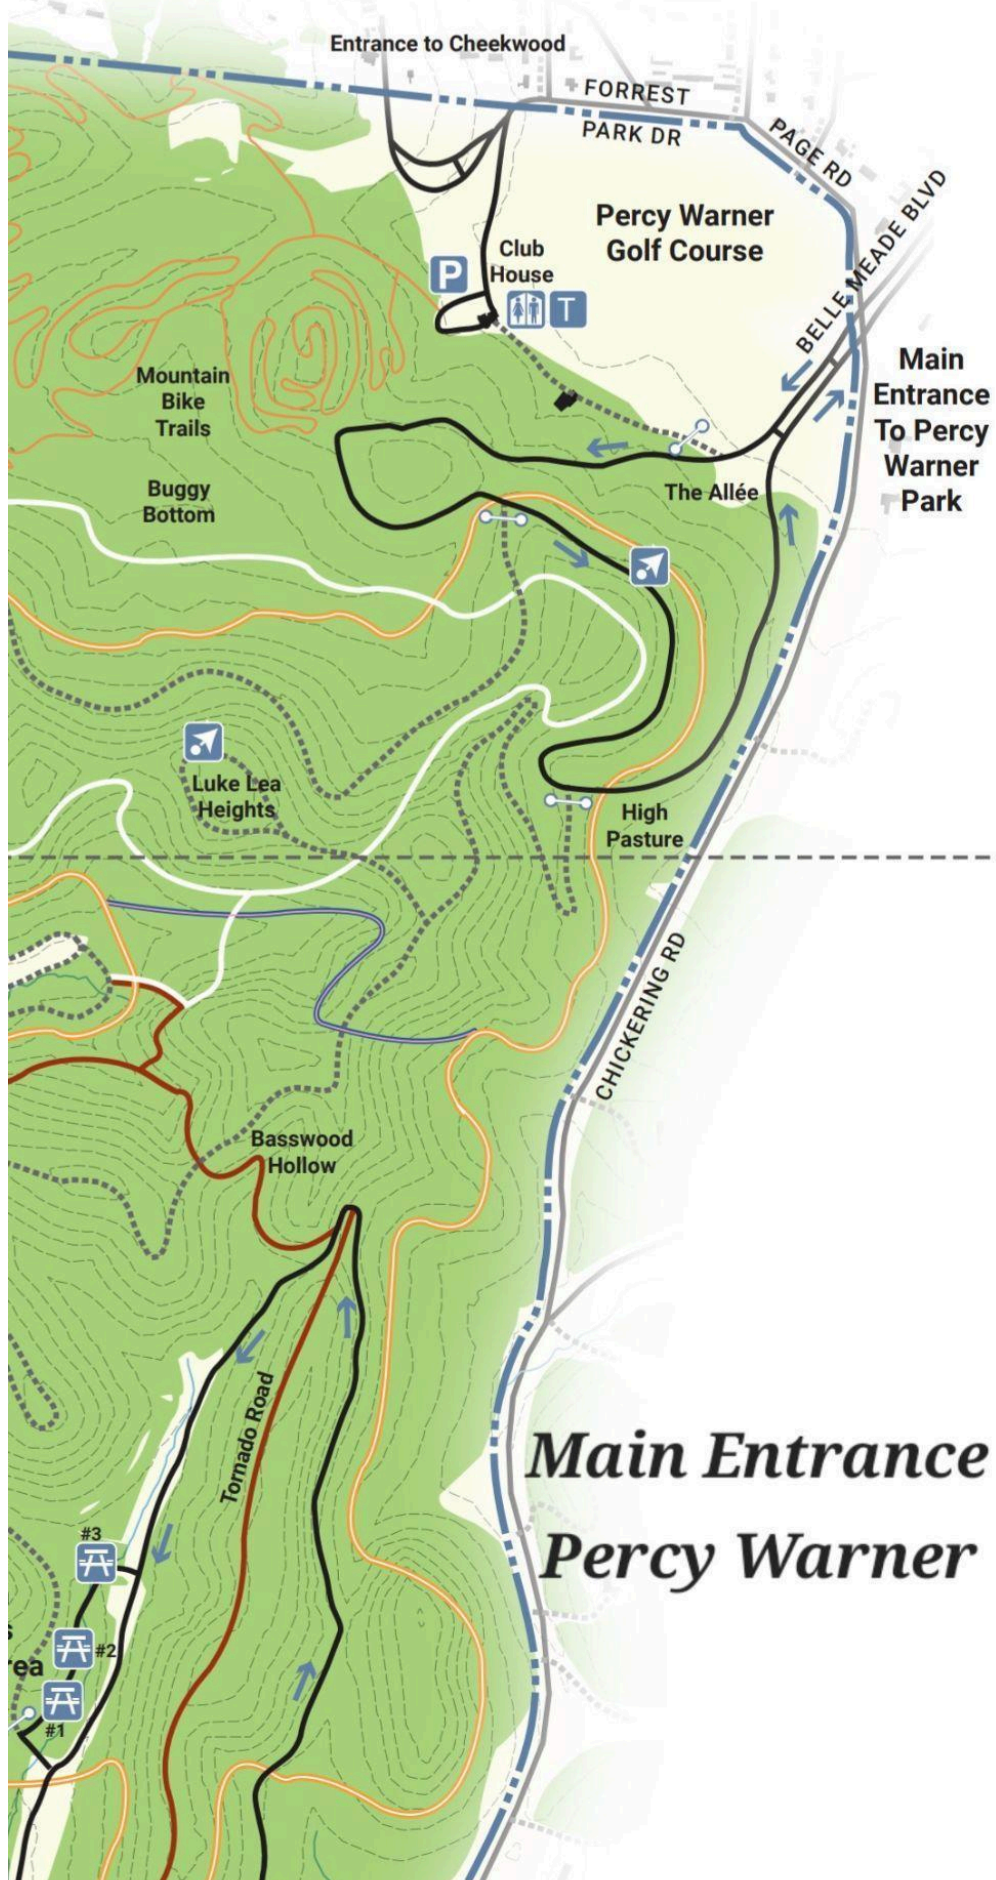 Entrance to Cheekwood
FORREST
PARK DR
PAGE RD
BELLE MEADE BLVD
Percy Warner
Golf Course
Club
House
P
T
Main
Entrance
To Percy
Warner
Park
Mountain
Bike
Trails
Buggy
Bottom
The Allée
Luke Lea
Heights
High
Pasture
CHICKERING RD
Basswood
Hollow
Tornado Road
Main Entrance
Percy Warner
#3
#2
#1